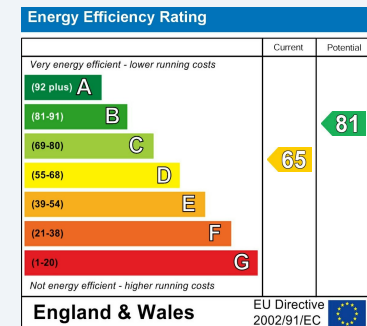 Energy Efficiency Rating
Current Potential
Very energy efficient - lower running costs
(92 plus) A
(81-91) B
81
(69-80) C
65
(55-68) D
(39-54) E
(21-38) F
(1-20) G
Not energy efficient - higher running costs
England & Wales
EU Directive
2002/91/EC